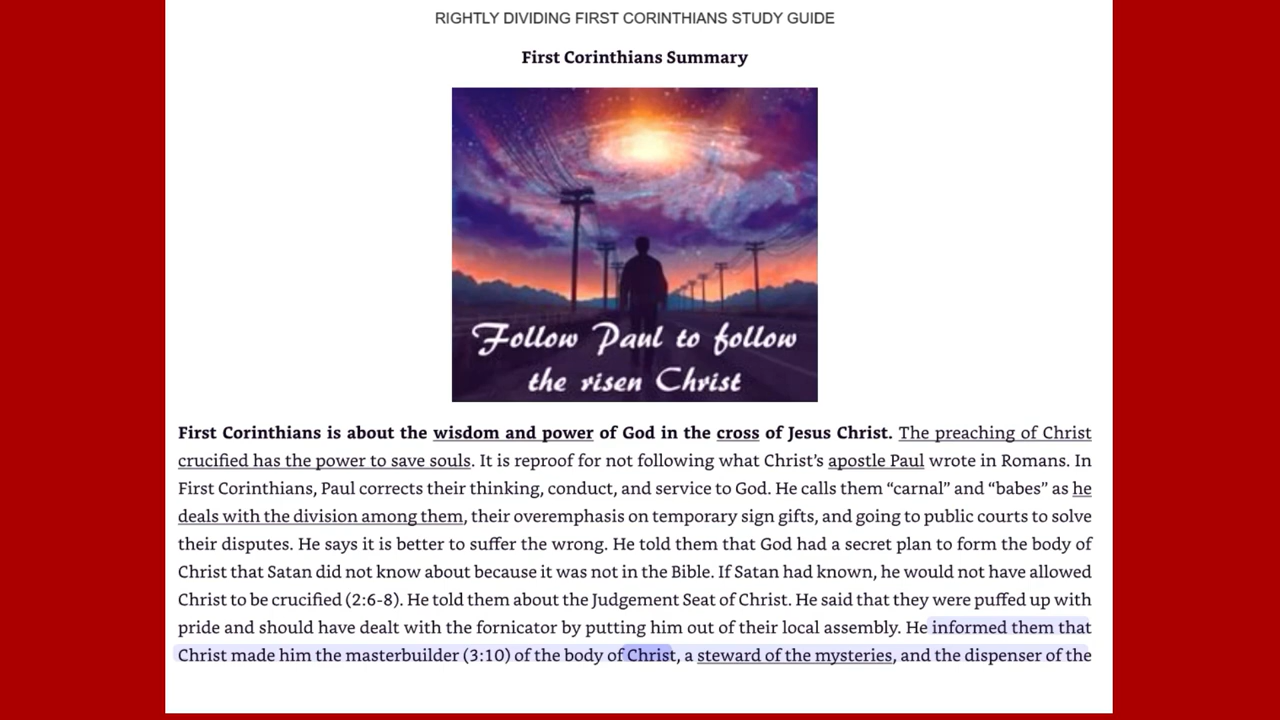 RIGHTLY DIVIDING FIRST CORINTHIANS STUDY GUIDE
First Corinthians Summary
Follow Paul to follow
the risen Christ
First Corinthians is about the wisdom and power of God in the cross of Jesus Christ. The preaching of Christ
crucified has the power to save souls. It is reproof for not following what Christ’s apostle Paul wrote in Romans. In
First Corinthians, Paul corrects their thinking, conduct, and service to God. He calls them “carnal” and “babes” as he
deals with the division among them, their overemphasis on temporary sign gifts, and going to public courts to solve
their disputes. He says it is better to suffer the wrong. He told them that God had a secret plan to form the body of
Christ that Satan did not know about because it was not in the Bible. If Satan had known, he would not have allowed
Christ to be crucified (2:6-8). He told them about the Judgement Seat of Christ. He said that they were puffed up with
pride and should have dealt with the fornicator by putting him out of their local assembly. He informed them that
Christ made him the masterbuilder (3:10) of the body of Christ, a steward of the mysteries, and the dispenser of the